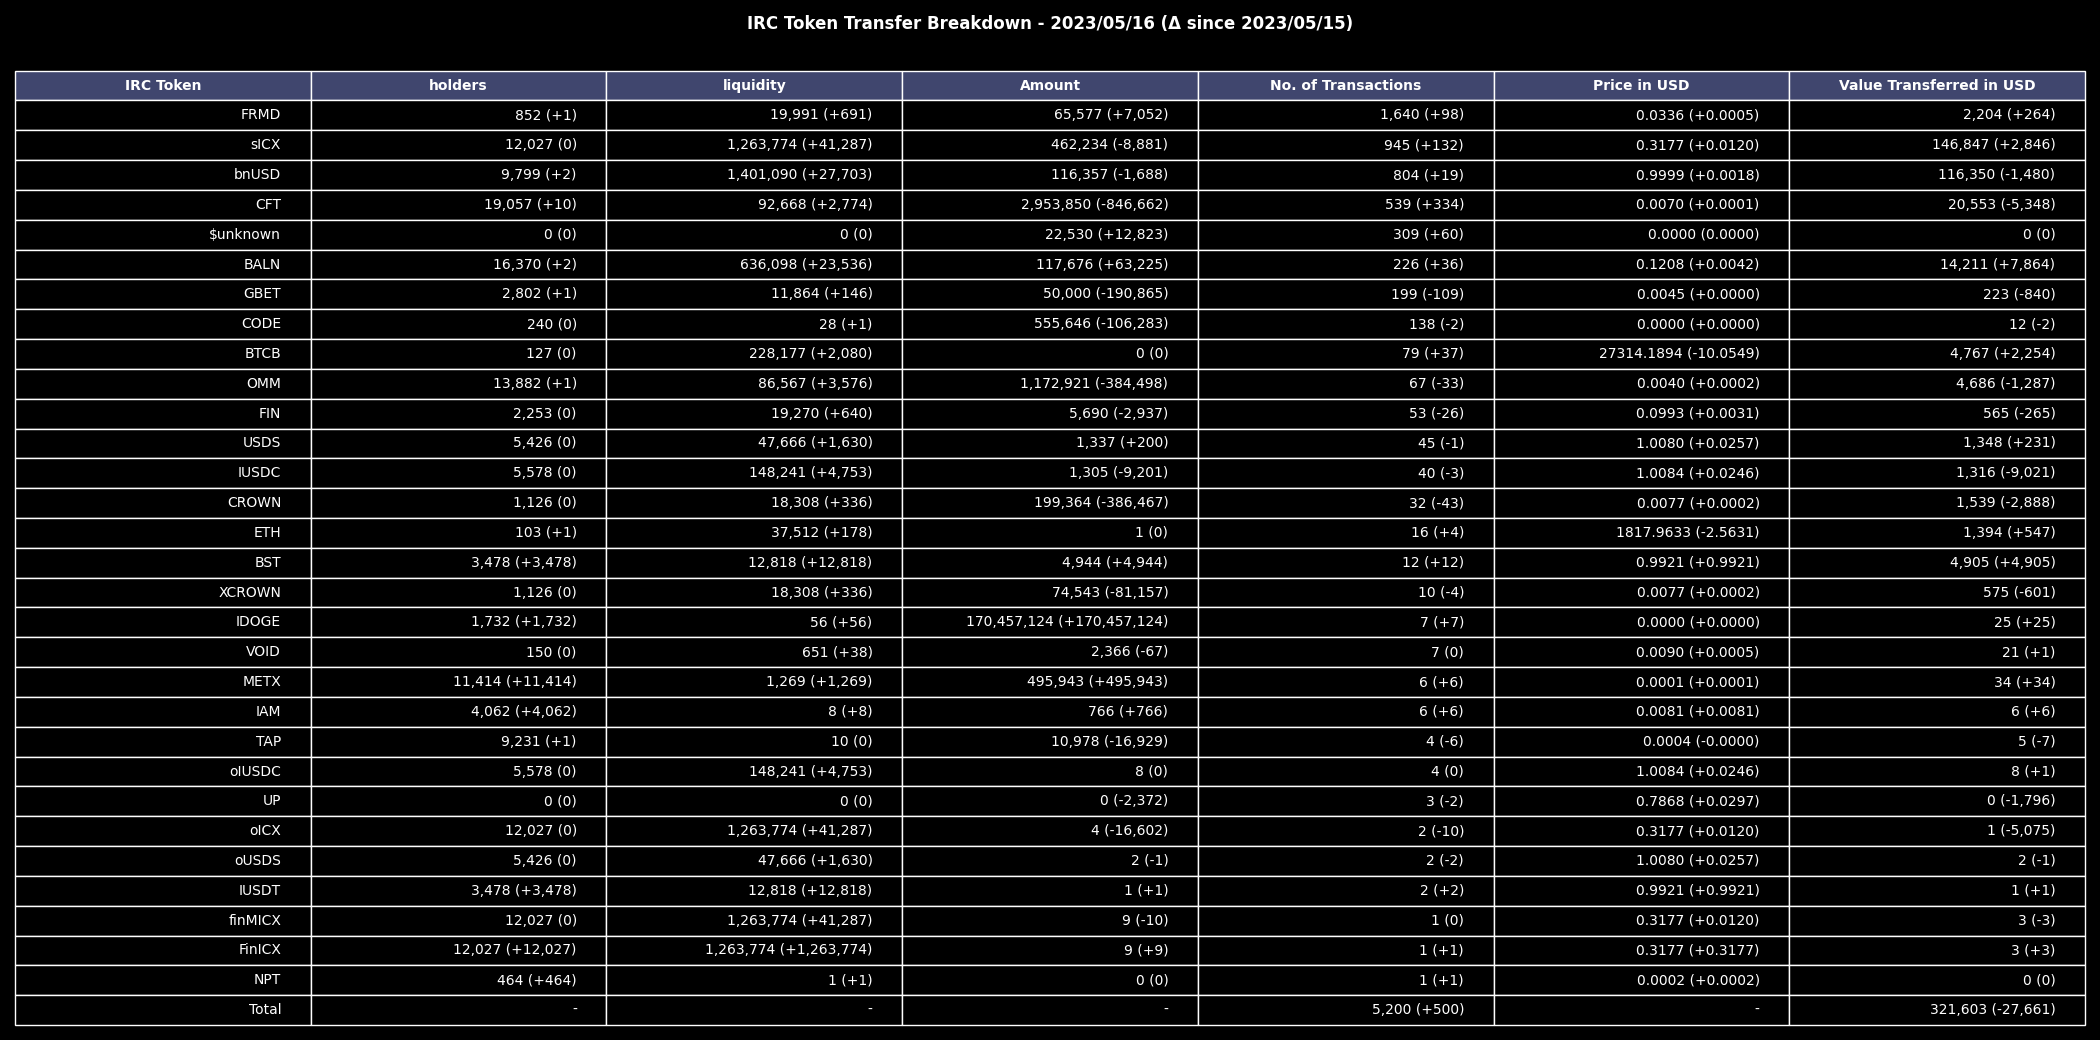 IRC Token Transfer Breakdown - 2023/05/16 (Δ since 2023/05/15)
IRC Token holders liquidity Amount No. of Transactions Price in USD Value Transferred in USD
FRMD 852 (+1) 19,991 (+691) 65,577 (+7,052) 1,640 (+98) 0.0336 (+0.0005) 2,204 (+264)
sICX 12,027 (0) 1,263,774 (+41,287) 462,234 (-8,881) 945 (+132) 0.3177 (+0.0120) 146,847 (+2,846)
bnUSD 9,799 (+2) 1,401,090 (+27,703) 116,357 (-1,688) 804 (+19) 0.9999 (+0.0018) 116,350 (-1,480)
CFT 19,057 (+10) 92,668 (+2,774) 2,953,850 (-846,662) 539 (+334) 0.0070 (+0.0001) 20,553 (-5,348)
$unknown 0 (0) 0 (0) 22,530 (+12,823) 309 (+60) 0.0000 (0.0000) 0 (0)
BALN 16,370 (+2) 636,098 (+23,536) 117,676 (+63,225) 226 (+36) 0.1208 (+0.0042) 14,211 (+7,864)
GBET 2,802 (+1) 11,864 (+146) 50,000 (-190,865) 199 (-109) 0.0045 (+0.0000) 223 (-840)
CODE 240 (0) 28 (+1) 555,646 (-106,283) 138 (-2) 0.0000 (+0.0000) 12 (-2)
BTCB 127 (0) 228,177 (+2,080) 0 (0) 79 (+37) 27314.1894 (-10.0549) 4,767 (+2,254)
OMM 13,882 (+1) 86,567 (+3,576) 1,172,921 (-384,498) 67 (-33) 0.0040 (+0.0002) 4,686 (-1,287)
FIN 2,253 (0) 19,270 (+640) 5,690 (-2,937) 53 (-26) 0.0993 (+0.0031) 565 (-265)
USDS 5,426 (0) 47,666 (+1,630) 1,337 (+200) 45 (-1) 1.0080 (+0.0257) 1,348 (+231)
IUSDC 5,578 (0) 148,241 (+4,753) 1,305 (-9,201) 40 (-3) 1.0084 (+0.0246) 1,316 (-9,021)
CROWN 1,126 (0) 18,308 (+336) 199,364 (-386,467) 32 (-43) 0.0077 (+0.0002) 1,539 (-2,888)
ETH 103 (+1) 37,512 (+178) 1 (0) 16 (+4) 1817.9633 (-2.5631) 1,394 (+547)
BST 3,478 (+3,478) 12,818 (+12,818) 4,944 (+4,944) 12 (+12) 0.9921 (+0.9921) 4,905 (+4,905)
XCROWN 1,126 (0) 18,308 (+336) 74,543 (-81,157) 10 (-4) 0.0077 (+0.0002) 575 (-601)
IDOGE 1,732 (+1,732) 56 (+56) 170,457,124 (+170,457,124) 7 (+7) 0.0000 (+0.0000) 25 (+25)
VOID 150 (0) 651 (+38) 2,366 (-67) 7 (0) 0.0090 (+0.0005) 21 (+1)
METX 11,414 (+11,414) 1,269 (+1,269) 495,943 (+495,943) 6 (+6) 0.0001 (+0.0001) 34 (+34)
IAM 4,062 (+4,062) 8 (+8) 766 (+766) 6 (+6) 0.0081 (+0.0081) 6 (+6)
TAP 9,231 (+1) 10 (0) 10,978 (-16,929) 4 (-6) 0.0004 (-0.0000) 5 (-7)
oIUSDC 5,578 (0) 148,241 (+4,753) 8 (0) 4 (0) 1.0084 (+0.0246) 8 (+1)
UP 0 (0) 0 (0) 0 (-2,372) 3 (-2) 0.7868 (+0.0297) 0 (-1,796)
oICX 12,027 (0) 1,263,774 (+41,287) 4 (-16,602) 2 (-10) 0.3177 (+0.0120) 1 (-5,075)
oUSDS 5,426 (0) 47,666 (+1,630) 2 (-1) 2 (-2) 1.0080 (+0.0257) 2 (-1)
IUSDT 3,478 (+3,478) 12,818 (+12,818) 1 (+1) 2 (+2) 0.9921 (+0.9921) 1 (+1)
finMICX 12,027 (0) 1,263,774 (+41,287) 9 (-10) 1 (0) 0.3177 (+0.0120) 3 (-3)
FinICX 12,027 (+12,027) 1,263,774 (+1,263,774) 9 (+9) 1 (+1) 0.3177 (+0.3177) 3 (+3)
NPT 464 (+464) 1 (+1) 0 (0) 1 (+1) 0.0002 (+0.0002) 0 (0)
Total - - - 5,200 (+500) - 321,603 (-27,661)